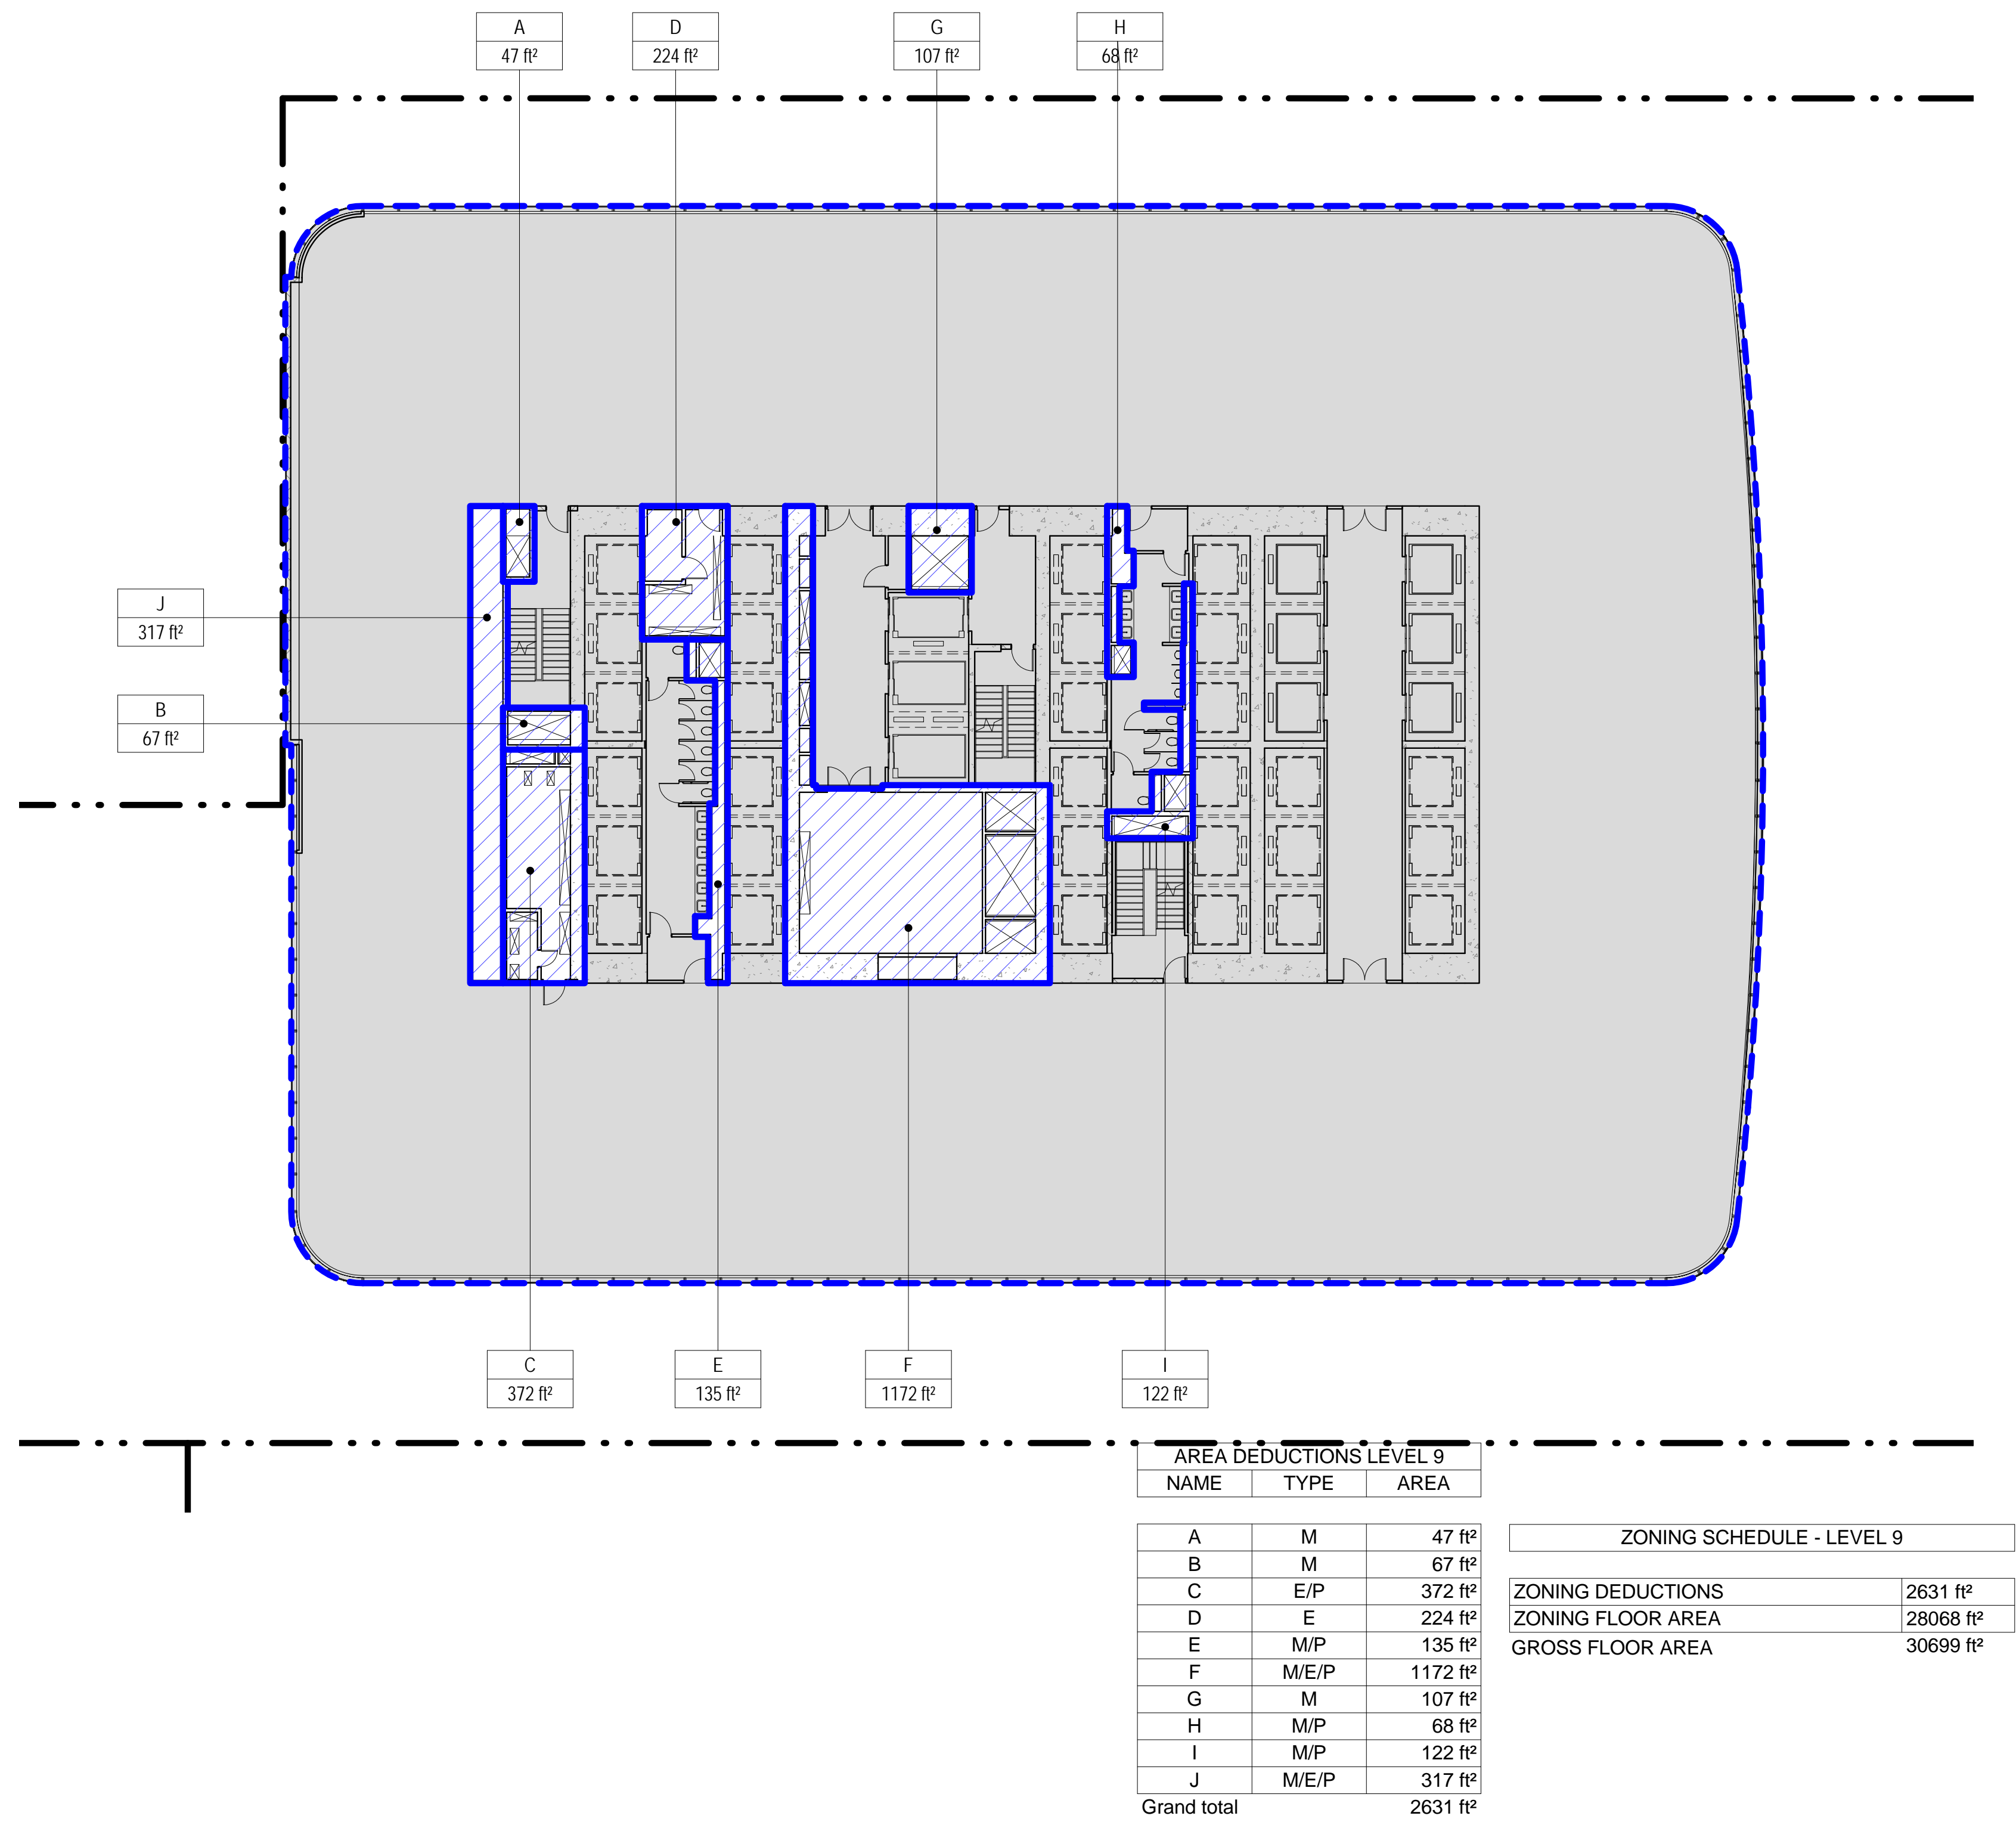 A
47 ft²
D
224 ft²
G
107 ft²
H
68 ft²
J
317 ft²
B
67 ft²
C
372 ft²
E
135 ft²
F
1172 ft²
I
122 ft²
AREA DEDUCTIONS LEVEL 9
NAME TYPE AREA
A M 47 ft²
B M 67 ft²
C E/P 372 ft²
D E 224 ft²
E M/P 135 ft²
F M/E/P 1172 ft²
G M 107 ft²
H M/P 68 ft²
I M/P 122 ft²
J M/E/P 317 ft²
Grand total 2631 ft²
ZONING SCHEDULE - LEVEL 9
ZONING DEDUCTIONS 2631 ft²
ZONING FLOOR AREA 28068 ft²
GROSS FLOOR AREA 30699 ft²